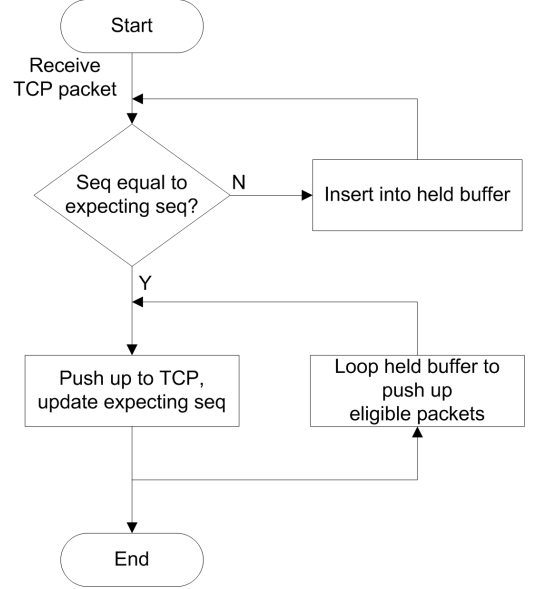 Start
Receive
TCP packet
Seq equal to
expecting seq?
N
Insert into held buffer
Y
Push up to TCP,
update expecting seq
Loop held buffer to
push up
eligible packets
End